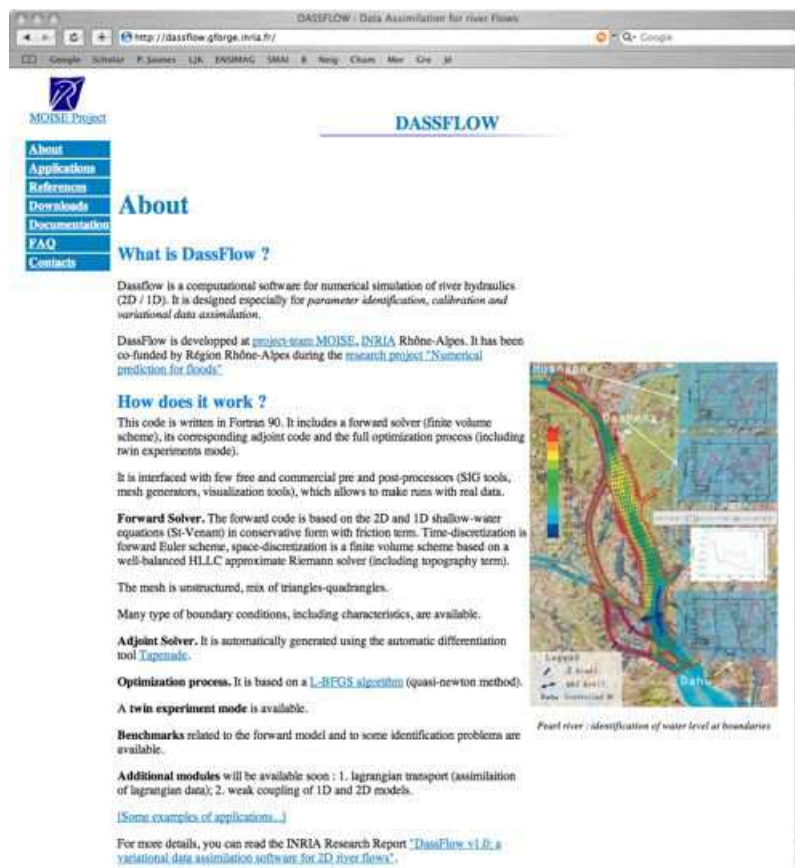 DASSFLOW : Data Assimilation for river Flows
http://dassflow.gforge.inria.fr/
Google
Google Scholar P. Jaunes LJK ENSIMAG SMAI B Neig Cham Mor Gre
MOISE Project
DASSFLOW
About
Applications
References
Downloads
Documentation
FAQ
Contacts
About
What is DassFlow ?
Dassflow is a computational software for numerical simulation of river hydraulics
(2D / 1D). It is designed especially for parameter identification, calibration and
variational data assimilation.
DassFlow is developped at project-team MOISE, INRIA Rhône-Alpes. It has been
co-funded by Région Rhône-Alpes during the research project "Numerical
prediction for floods"
How does it work ?
This code is written in Fortran 90. It includes a forward solver (finite volume
scheme), its corresponding adjoint code and the full optimization process (including
twin experiments mode).
It is interfaced with few free and commercial pre and post-processors (SIG tools,
mesh generators, visualization tools), which allows to make runs with real data.
Forward Solver. The forward code is based on the 2D and 1D shallow-water
equations (St-Venant) in conservative form with friction term. Time-discretization is
forward Euler scheme, space-discretization is a finite volume scheme based on a
well-balanced HLLC approximate Riemann solver (including topography term).
The mesh is unstructured, mix of triangles-quadrangles.
Many type of boundary conditions, including characteristics, are available.
Adjoint Solver. It is automatically generated using the automatic differentiation
tool Tapenade.
Optimization process. It is based on a L-BFGS algorithm (quasi-newton method).
A twin experiment mode is available.
Benchmarks related to the forward model and to some identification problems are
available.
Additional modules will be available soon : 1. lagrangian transport (assimilaition
of lagrangian data); 2. weak coupling of 1D and 2D models.
[Some examples of applications...]
For more details, you can read the INRIA Research Report "DassFlow v1.0: a
variational data assimilation software for 2D river flows".
Dahu
Legend
Pearl river : identification of water level at boundaries